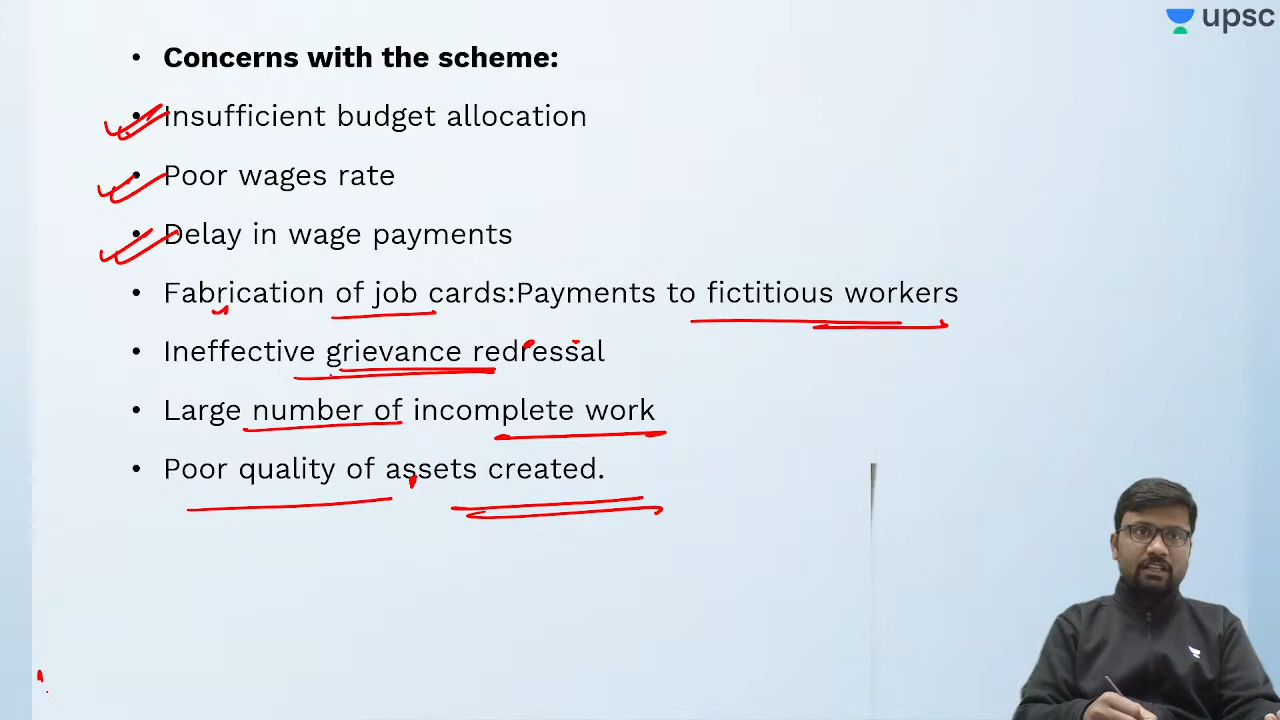 upsc
• Concerns with the scheme:
• Insufficient budget allocation
• Poor wages rate
• Delay in wage payments
• Fabrication of job cards:Payments to fictitious workers
• Ineffective grievance redressal
• Large number of incomplete work
• Poor quality of assets created.